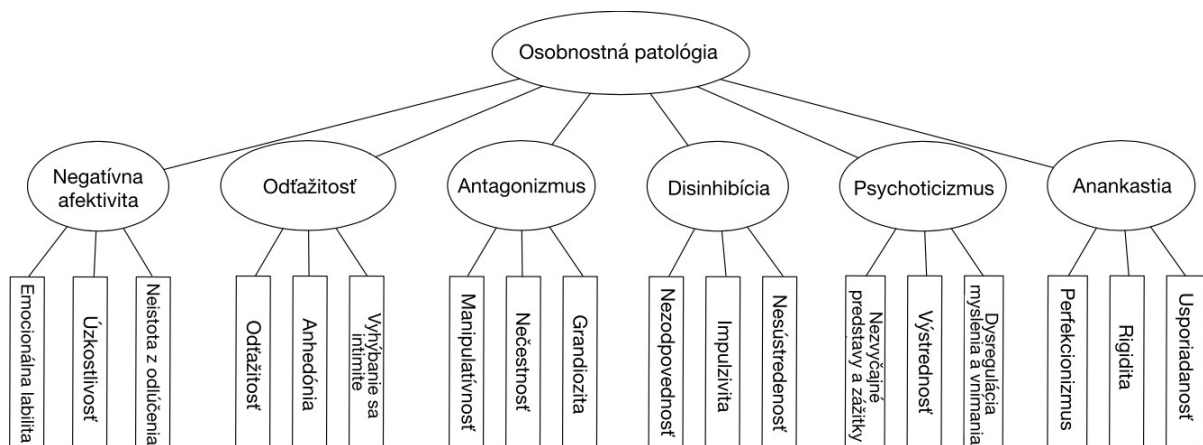 Osobnostná patológia
Negatívna
afektivita
Odťažitosť
Antagonizmus
Disinhibícia
Psychoticizmus
Anankastia
Emocionálna labilita
Úzkostlivosť
Neistota z odlúčenia
Odťažitosť
Anhedónia
Vyhýbanie sa
intimite
Manipulatívnosť
Nečestnosť
Grandiozita
Nezodpovednosť
Impulzivita
Nesústredenosť
Nezvyčajné
predstavy a zážitky
Výstrednosť
Dysregulácia
myslenia a vnímania
Perfekcionizmus
Rigidita
Usporiadanosť